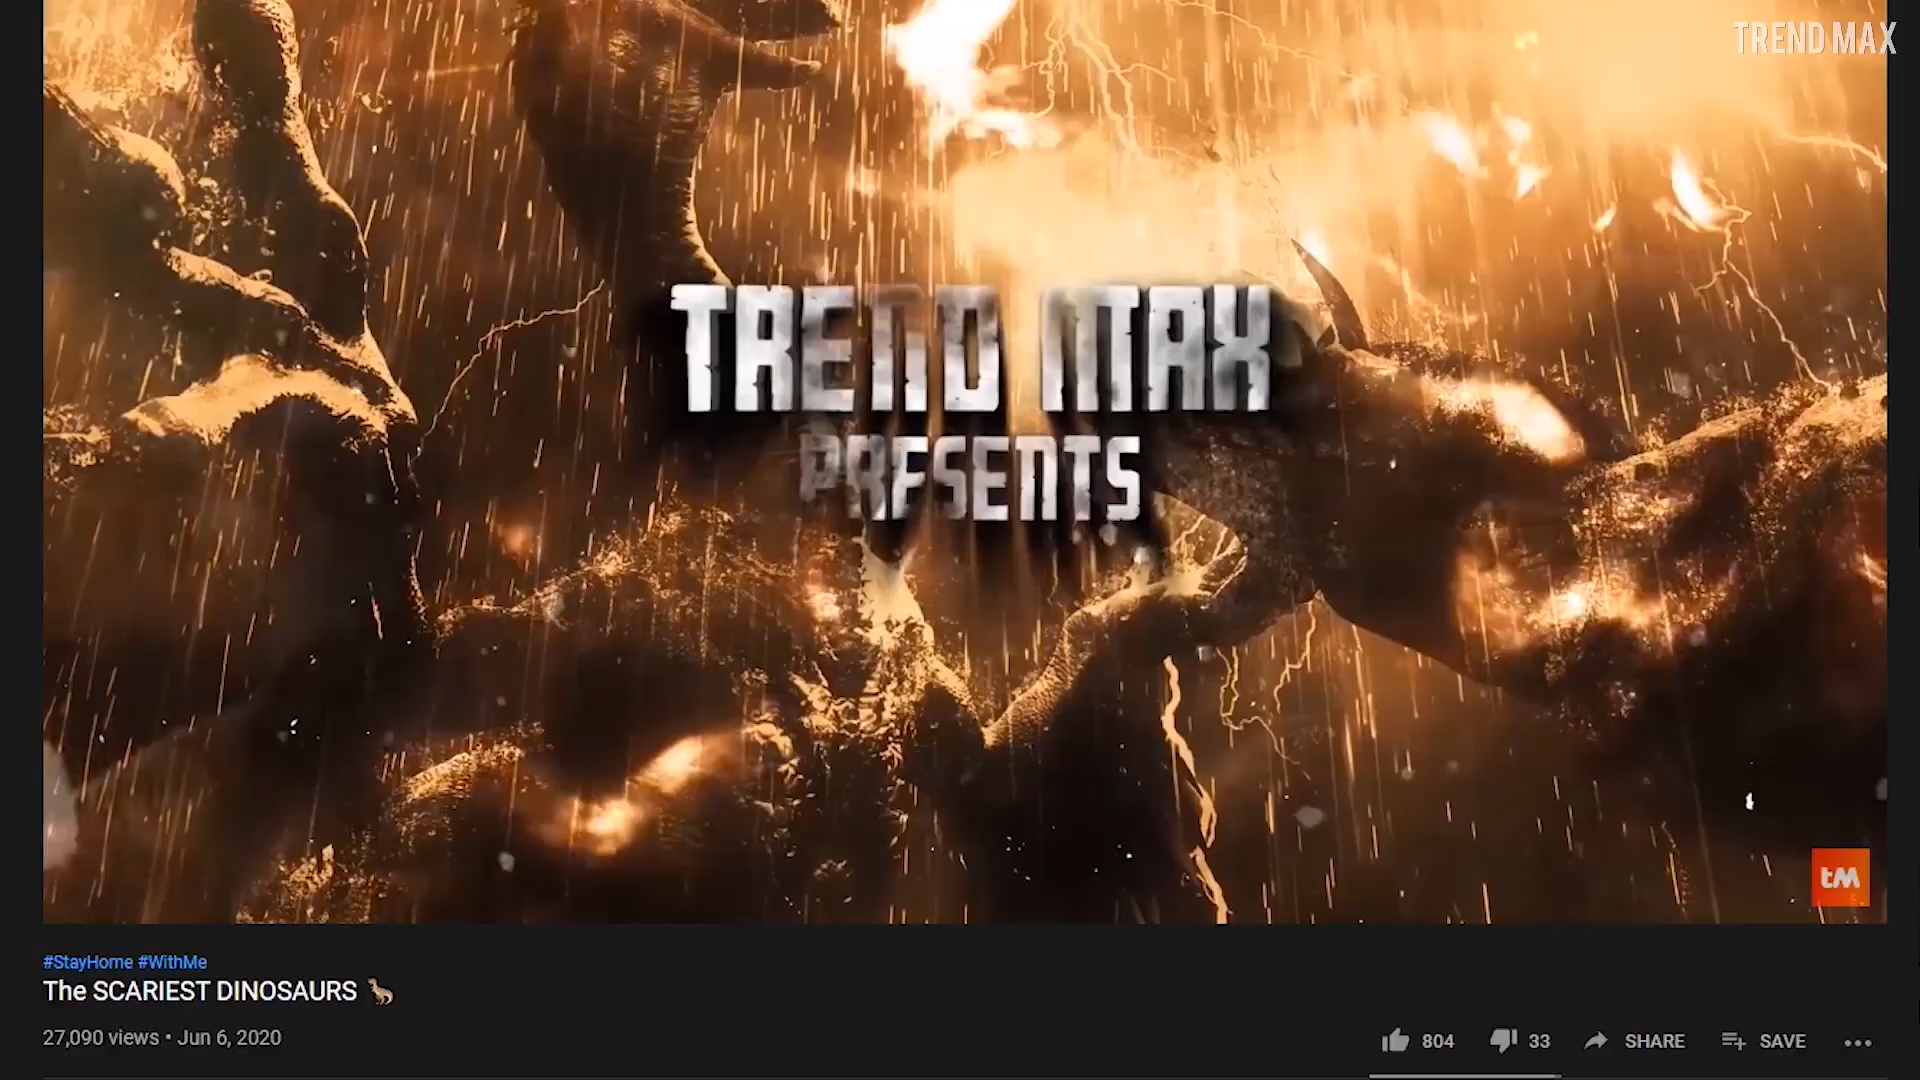 TREND MAX
TREND MAX
PRESENTS
tM
#StayHome #WithMe
The SCARIEST DINOSAURS 🦖
27,090 views • Jun 6, 2020
804 33 SHARE SAVE